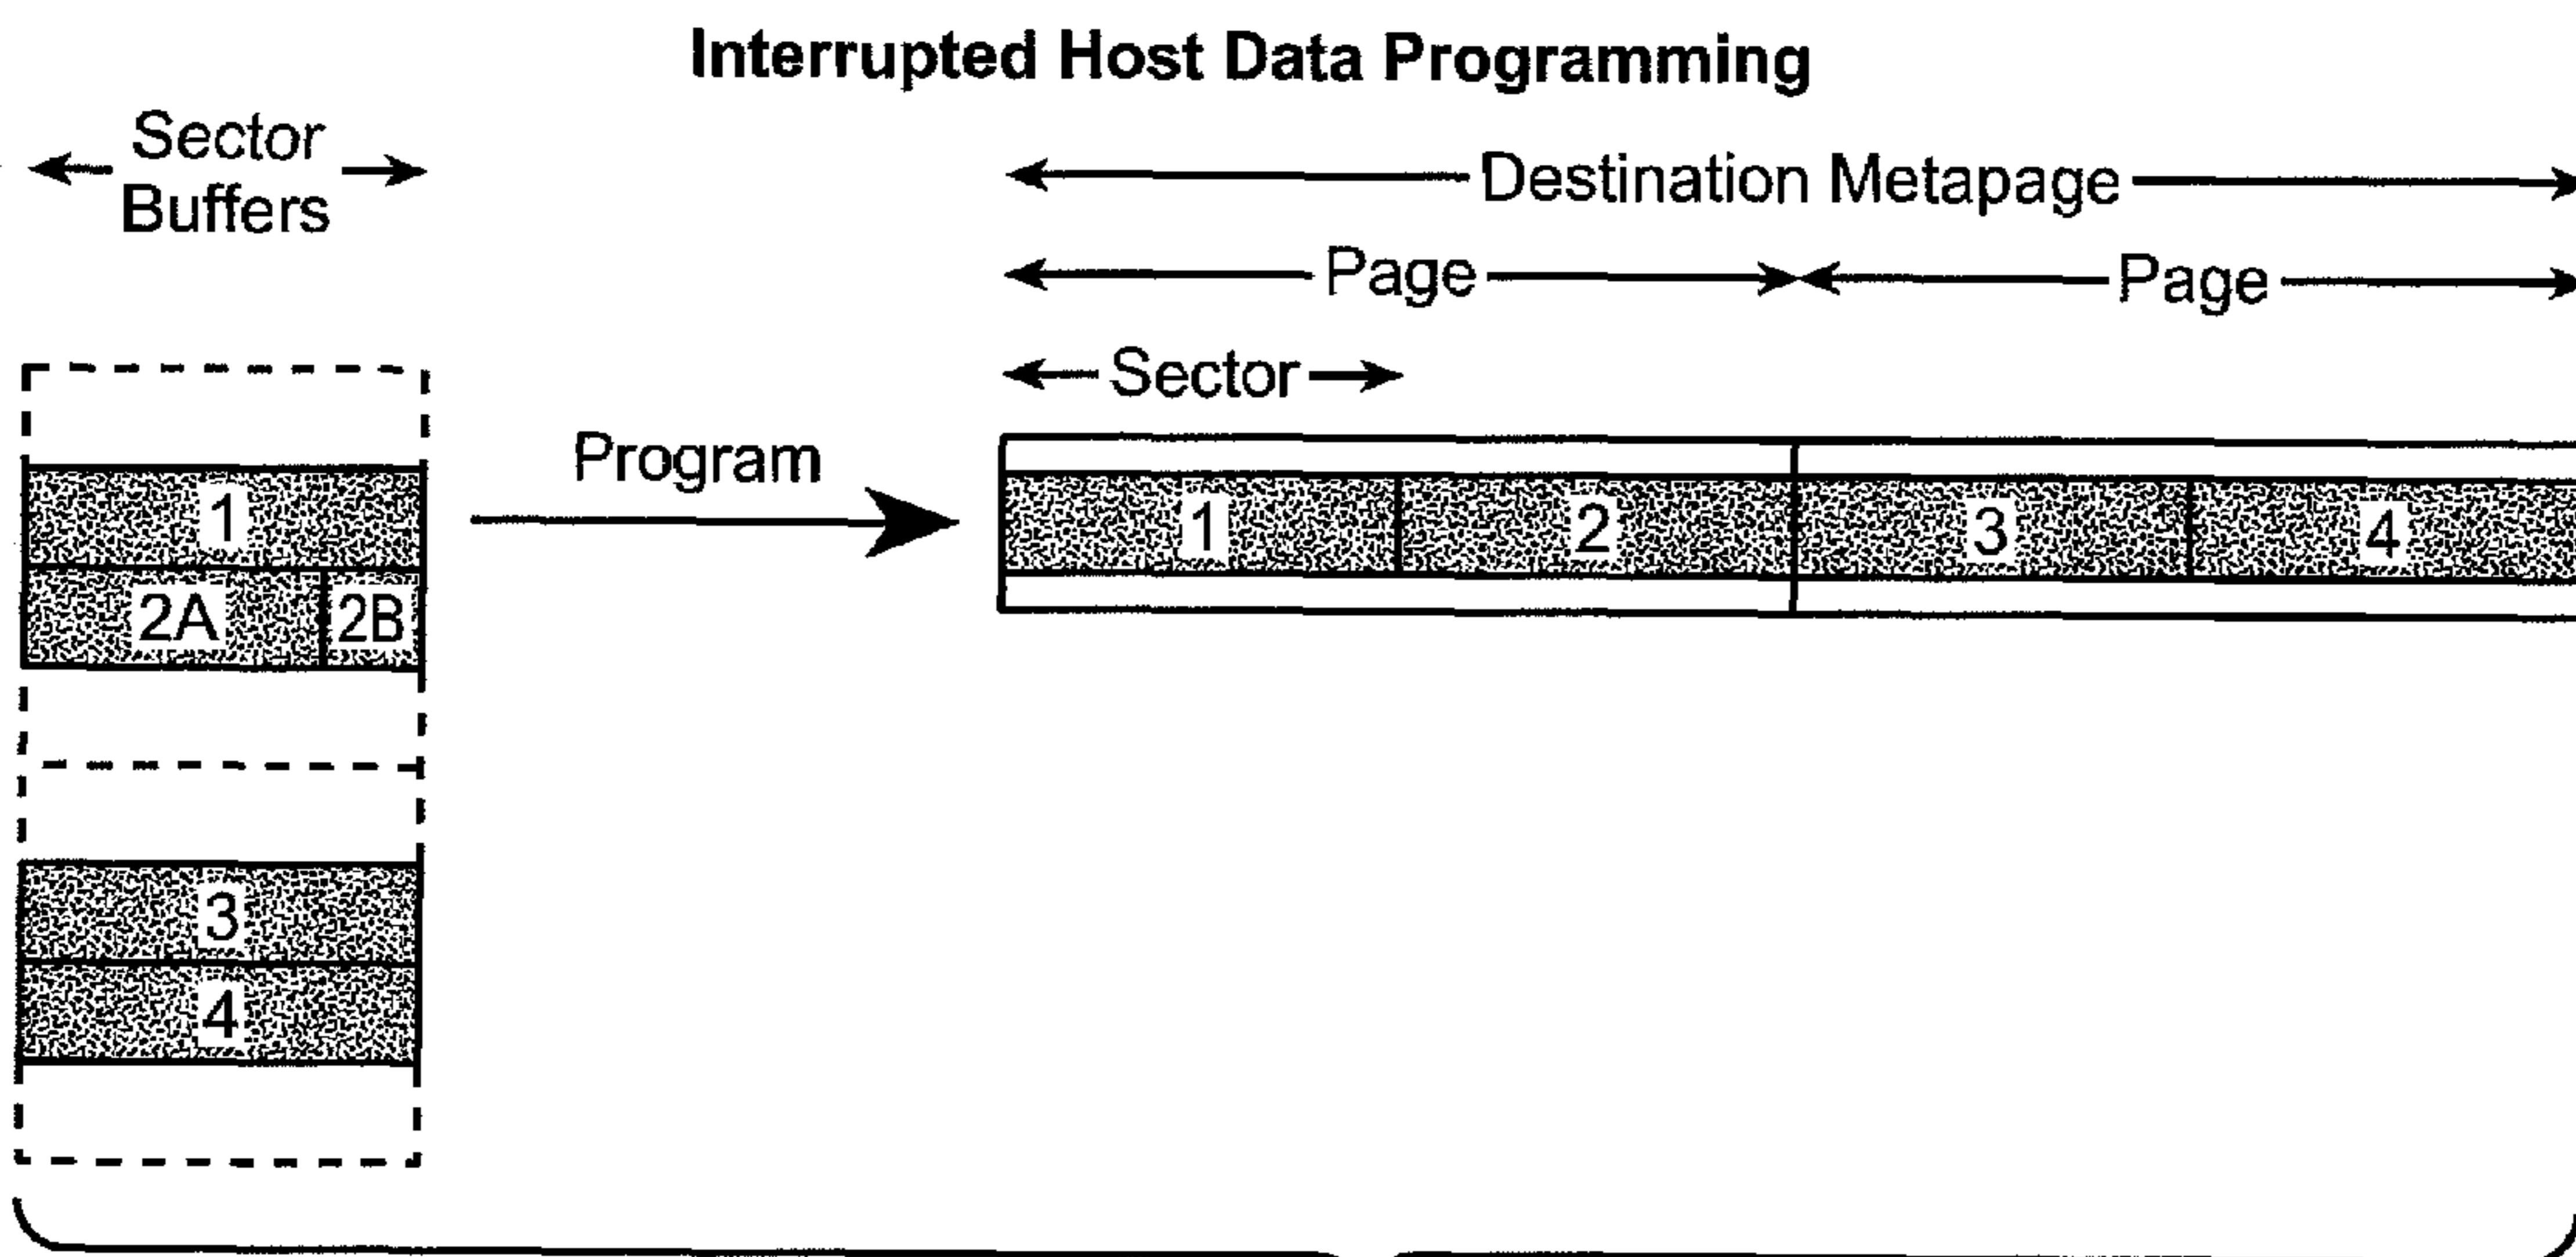 Interrupted Host Data Programming
Sector
Buffers
Destination Metapage
Page
Page
Sector
Program
1
2A
2B
3
4
1
2
3
4